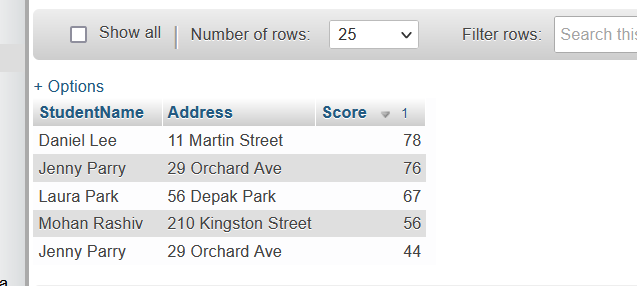 Show all Number of rows: 25 Filter rows: Search this
+ Options
StudentName Address Score 1
Daniel Lee 11 Martin Street 78
Jenny Parry 29 Orchard Ave 76
Laura Park 56 Depak Park 67
Mohan Rashiv 210 Kingston Street 56
Jenny Parry 29 Orchard Ave 44
a